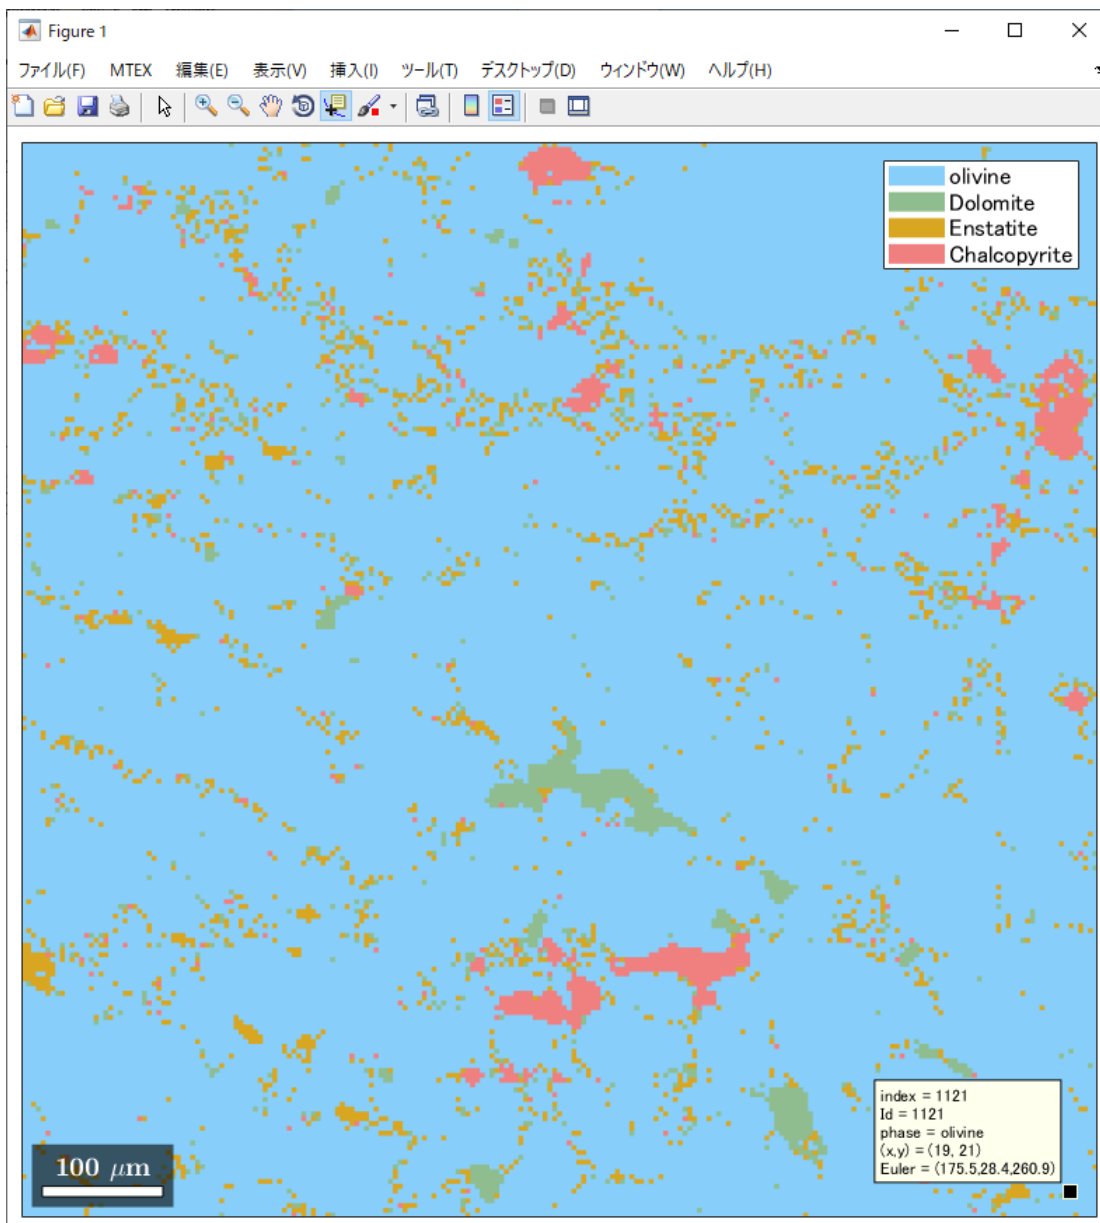 Figure 1
ファイル(F) MTEX 編集(E) 表示(V) 挿入(I) ツール(T) デスクトップ(D) ウィンドウ(W) ヘルプ(H)
olivine
Dolomite
Enstatite
Chalcopyrite
index = 1121
Id = 1121
phase = olivine
(x,y) = (19, 21)
Euler = (175.5,28.4,260.9)
100 μm